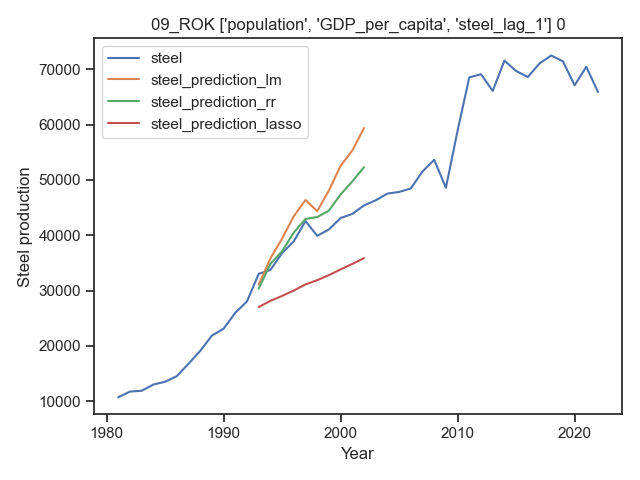 09_ROK ['population', 'GDP_per_capita', 'steel_lag_1'] 0
steel
steel_prediction_lm
steel_prediction_rr
steel_prediction_lasso
Steel production
70000
60000
50000
40000
30000
20000
10000
1980 1990 2000 2010 2020
Year